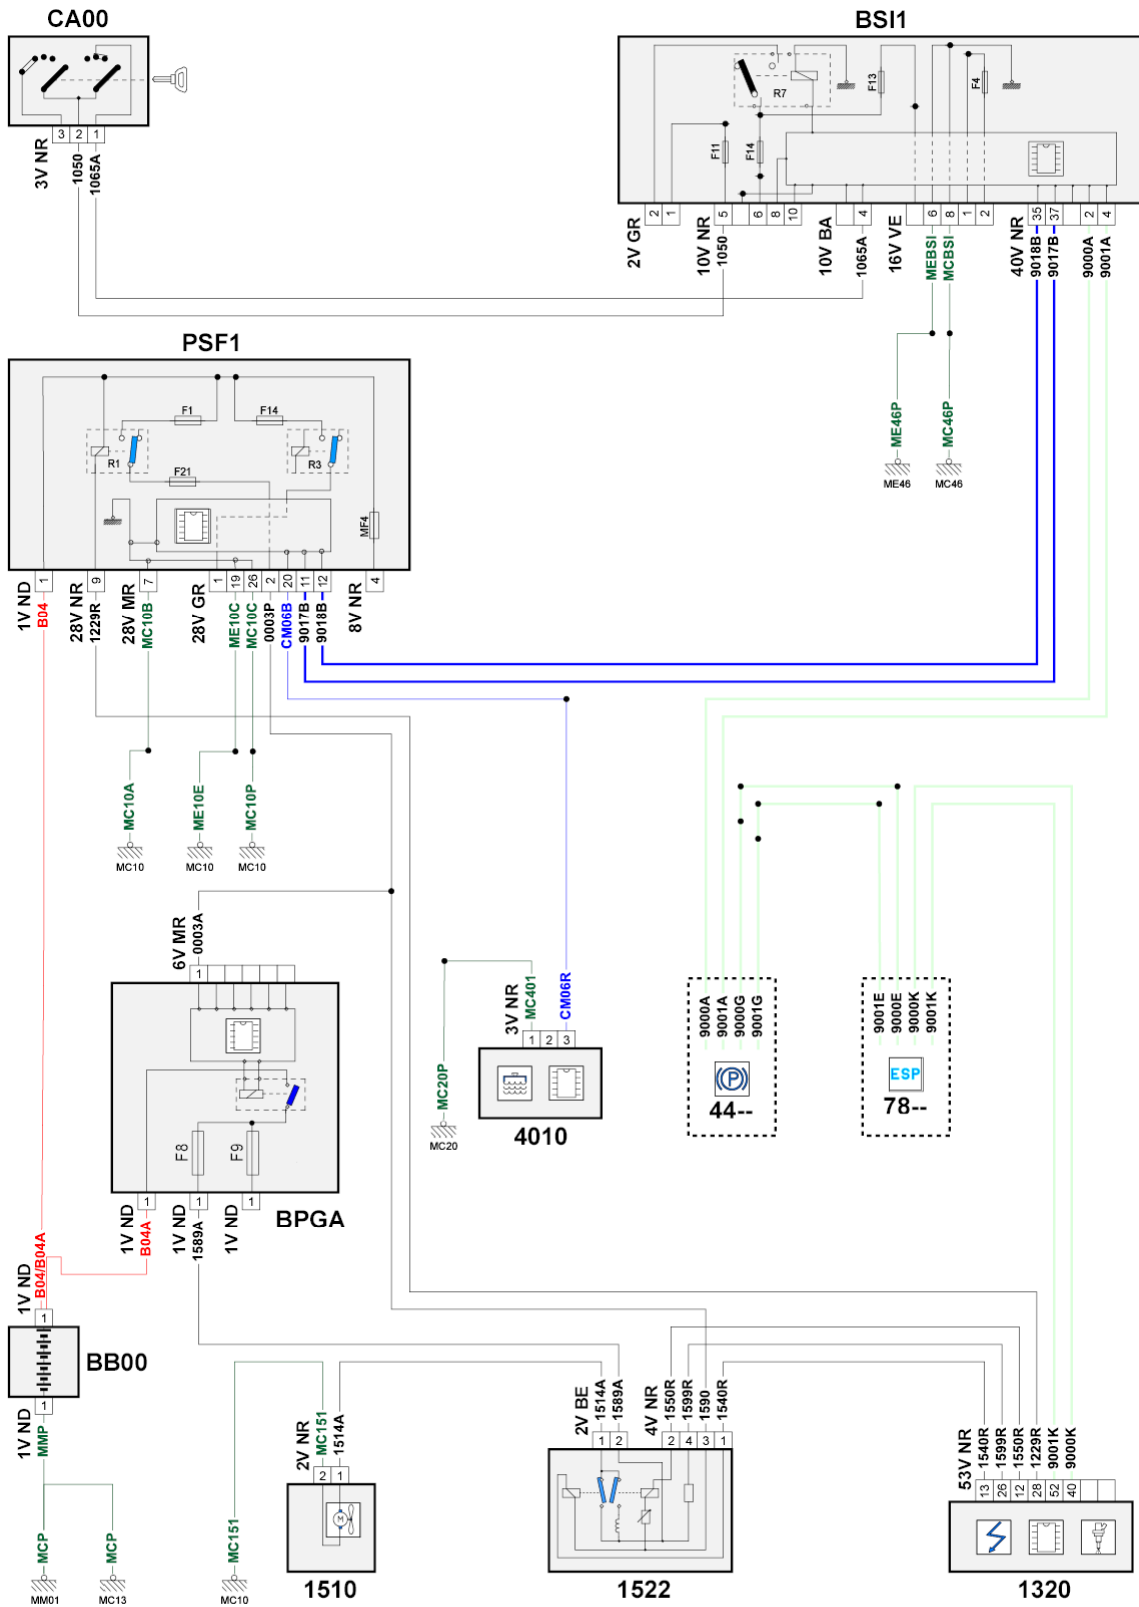 CA00
BSI1
R7
F13
F4
F11
F14
3 2 1
3V NR
1050
1065A
2 1
5 6 8 10
4
6 8 1 2
35 37 2 4
2V GR
10V NR
1050
10V BA
1065A
16V VE
MEBSI
MCBSI
40V NR
9018B
9017B
9000A
9001A
PSF1
F1
F14
R1
R3
F21
MF4
ME46P
MC46P
ME46
MC46
1 9 7 1 19 26 2 20 11 12 4
1V ND
B04
28V NR
1229R
28V MR
MC10B
28V GR
ME10C
MC10C
0003P
CM06B
9017B
9018B
8V NR
MC10A
ME10E
MC10P
MC10
MC10
MC10
6V MR
0003A
1
F8
F9
1 1 1
BPGA
1V ND
B04A
1V ND
1589A
1V ND
3V NR
MC401
CM06R
1 2 3
MC20P
MC20
4010
9000A
9001A
9000G
9001G
P
44--
9001E
9000E
9000K
9001K
ESP
78--
1V ND
B04/B04A
1
BB00
1
1V ND
MMP
MCP
MCP
MM01
MC13
MC151
MC10
2V NR
MC151
1514A
2 1
M
1510
2V BE
1514A
1589A
4V NR
1550R
1599R
1590
1540R
1 2 2 4 3 1
1522
53V NR
1540R
1599R
1550R
1229R
9001K
9000K
13 26 12 28 52 40
1320